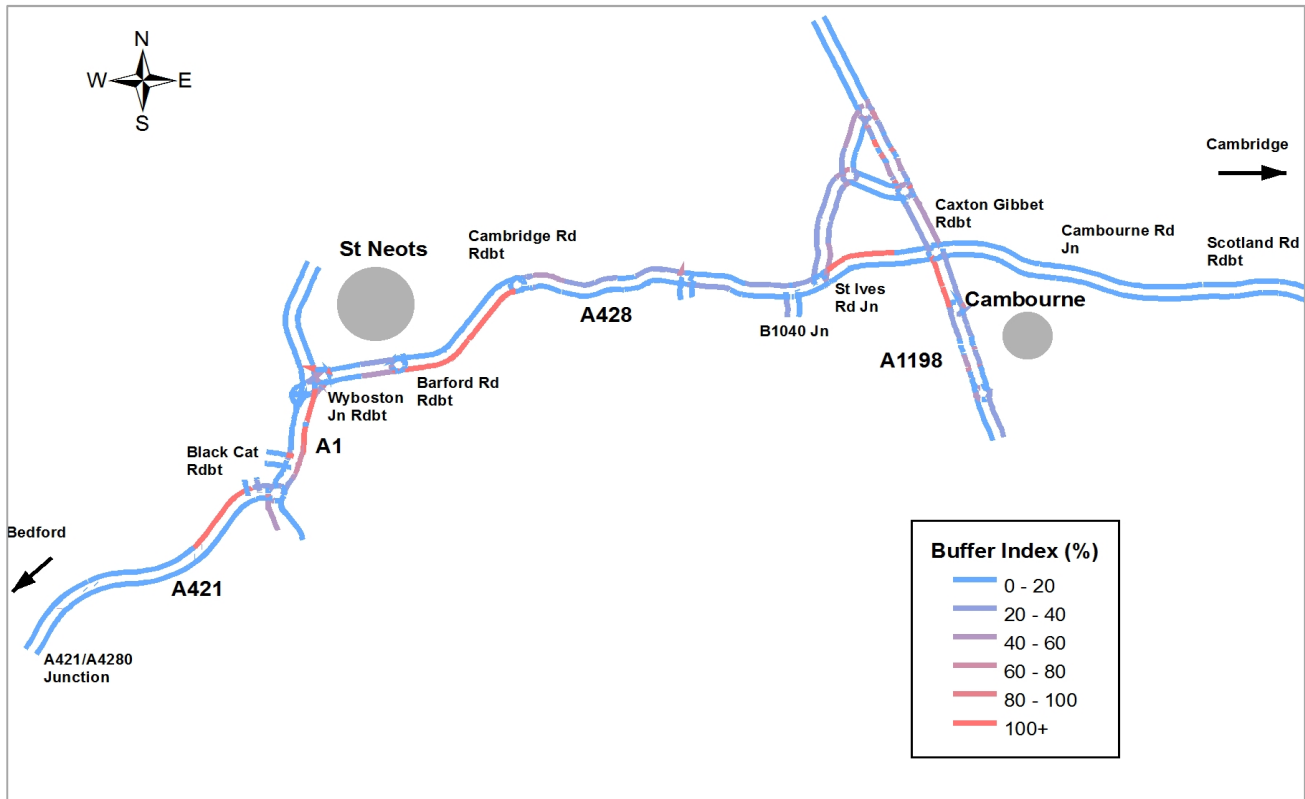 N
W
E
S
Cambridge
Caxton Gibbet
Rdbt
Cambourne Rd
Jn
Scotland Rd
Rdbt
Cambridge Rd
Rdbt
St Neots
A428
St Ives
Rd Jn
Cambourne
B1040 Jn
A1198
Barford Rd
Rdbt
Wyboston
Jn Rdbt
A1
Black Cat
Rdbt
Bedford
A421
A421/A4280
Junction
Buffer Index (%)
0 - 20
20 - 40
40 - 60
60 - 80
80 - 100
100+